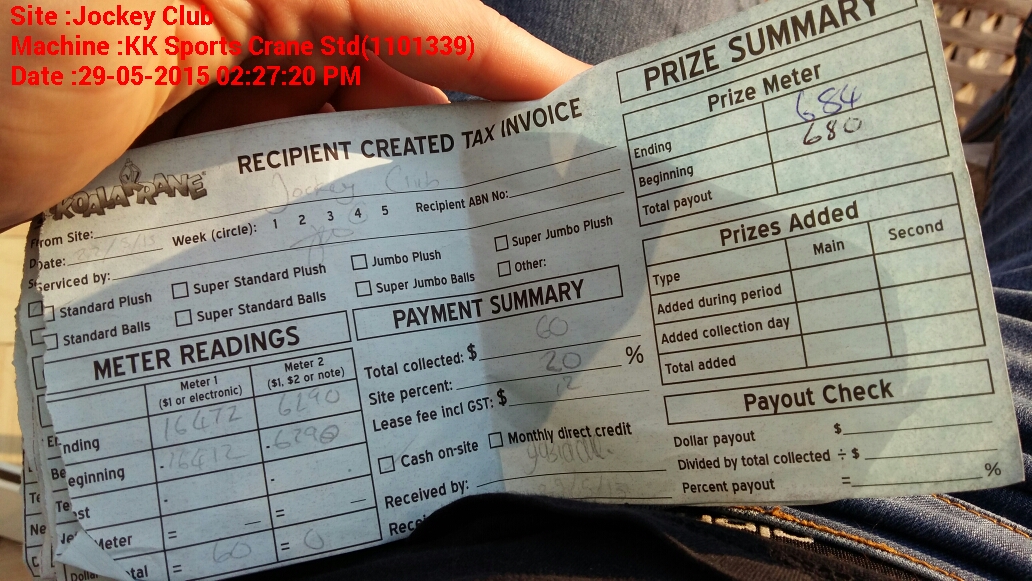 Site :Jockey Club
Machine :KK Sports Crane Std(1101339)
Date :29-05-2015 02:27:20 PM
KOALA KRANE
RECIPIENT CREATED TAX INVOICE
From Site: Jockey Club
Recipient ABN No:
Date:
Week (circle): 1 2 3 4 5
Serviced by:
Standard Plush
Super Standard Plush
Jumbo Plush
Super Jumbo Plush
Standard Balls
Super Standard Balls
Super Jumbo Balls
Other:
METER READINGS
Meter 1
($1 or electronic)
Meter 2
($1, $2 or note)
Ending 16472 6290
Beginning -16412 -6290
Test - -
Meter = =
Total = 60 = 0
PAYMENT SUMMARY
Total collected: $ 60
Site percent: 20 %
Lease fee incl GST: $ 12
Cash on-site
Monthly direct credit
Received by:
PRIZE SUMMARY
Prize Meter
Ending 684
Beginning 680
Total payout
Prizes Added
Main Second
Type
Added during period
Added collection day
Total added
Payout Check
Dollar payout $
Divided by total collected ÷ $
Percent payout = %